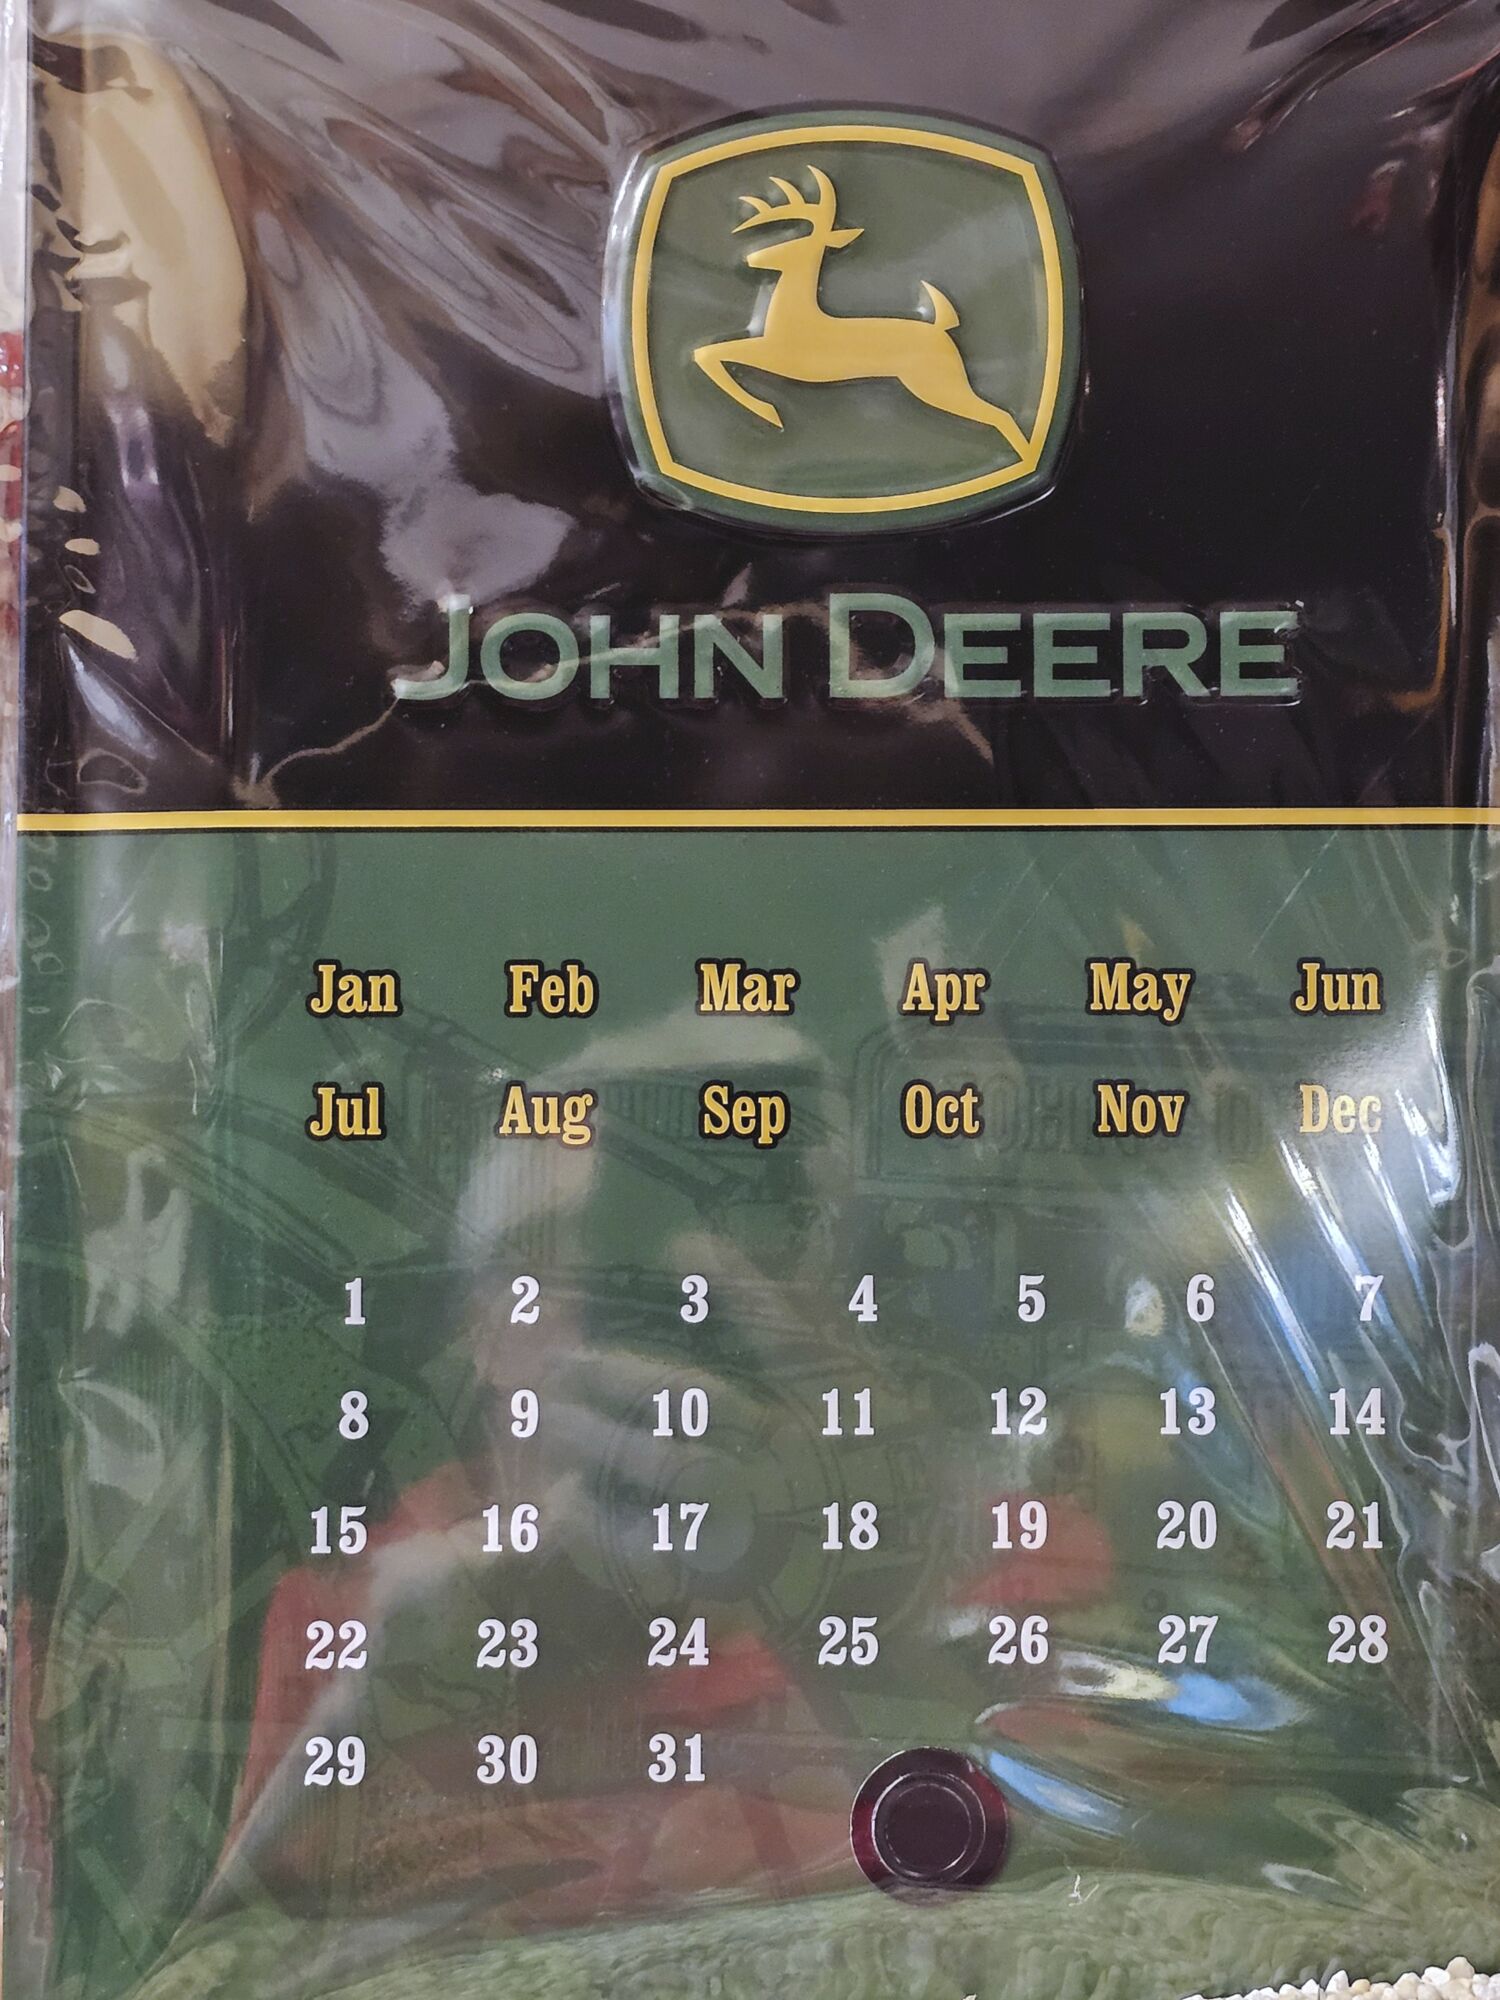 JOHN DEERE
Jan Feb Mar Apr May Jun
Jul Aug Sep Oct Nov Dec
1 2 3 4 5 6 7
8 9 10 11 12 13 14
15 16 17 18 19 20 21
22 23 24 25 26 27 28
29 30 31